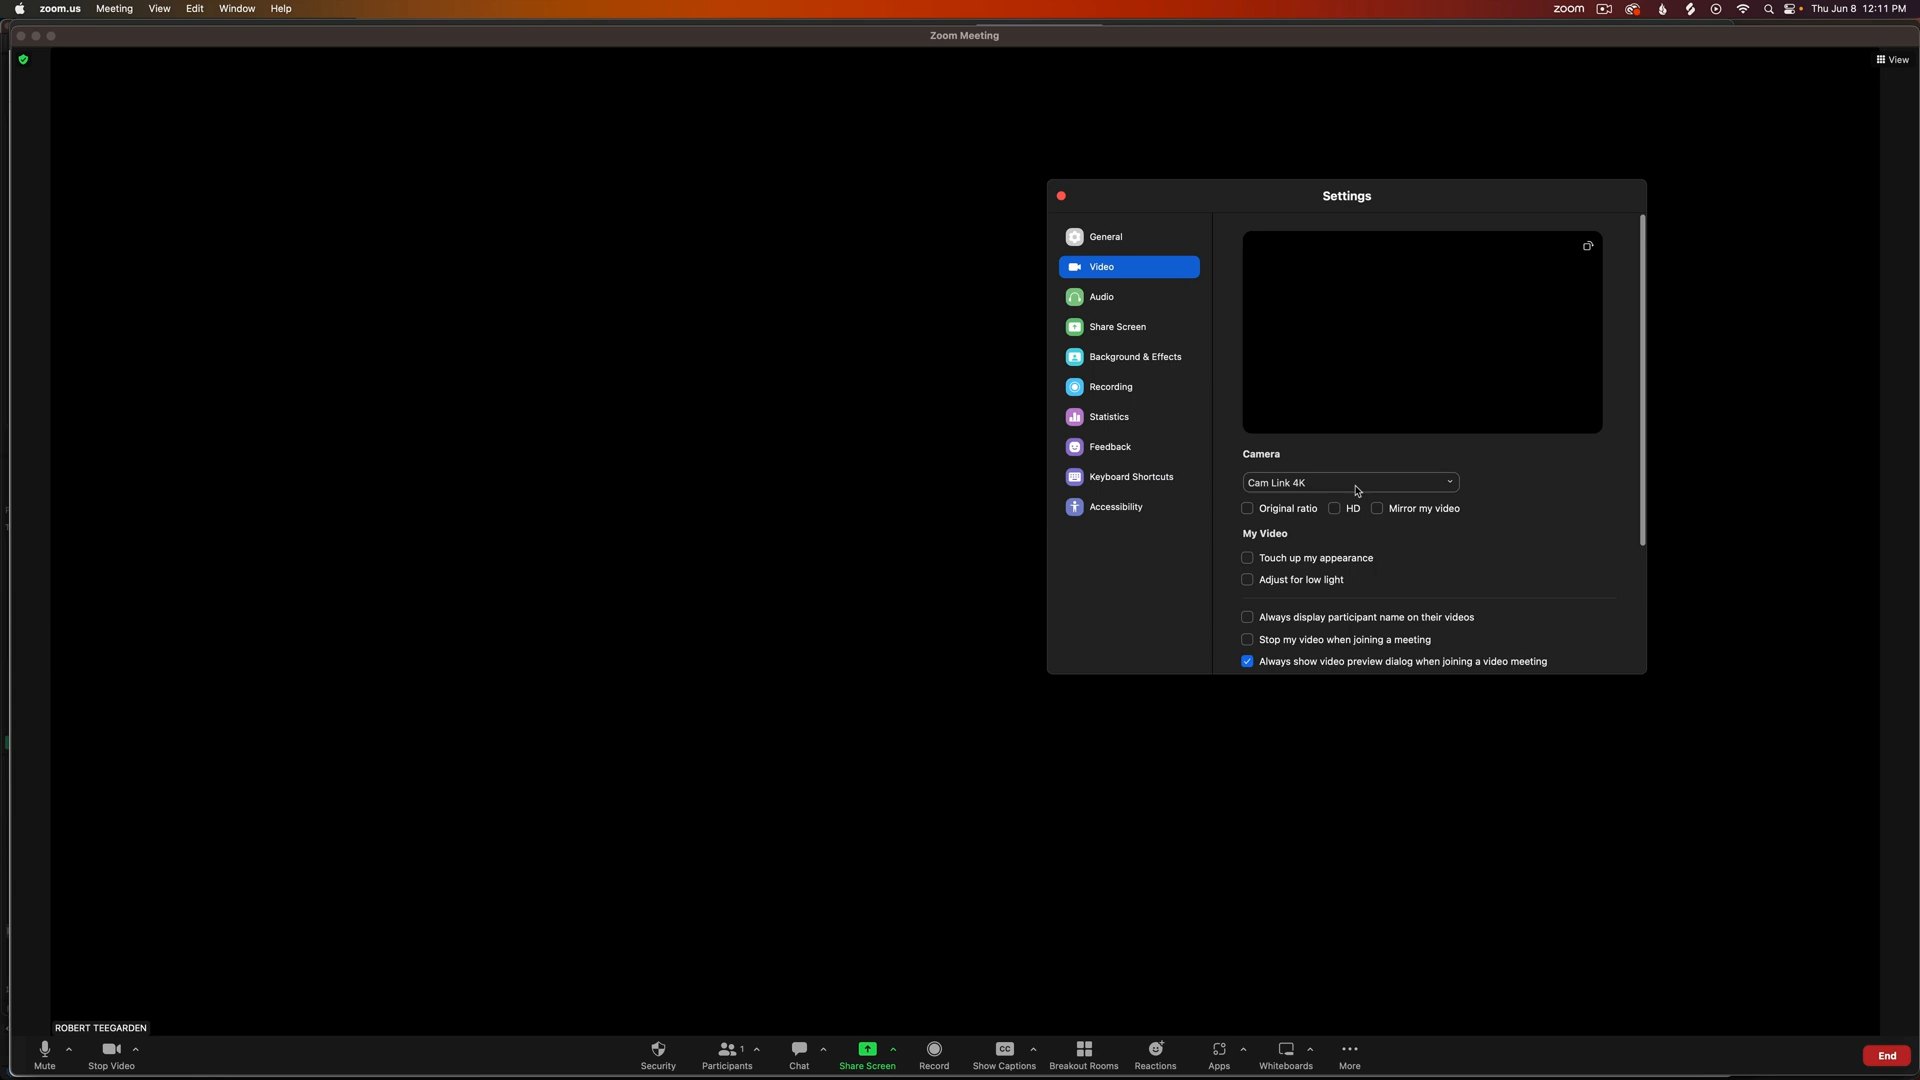 zoom.us Meeting View Edit Window Help
zoom Thu Jun 8 12:11 PM
Zoom Meeting
View
Settings
General
Video
Audio
Share Screen
Background & Effects
Recording
Statistics
Feedback
Keyboard Shortcuts
Accessibility
Camera
Cam Link 4K
Original ratio HD Mirror my video
My Video
Touch up my appearance
Adjust for low light
Always display participant name on their videos
Stop my video when joining a meeting
Always show video preview dialog when joining a video meeting
ROBERT TEEGARDEN
1
CC
Mute Stop Video Security Participants Chat Share Screen Record Show Captions Breakout Rooms Reactions Apps Whiteboards More
End